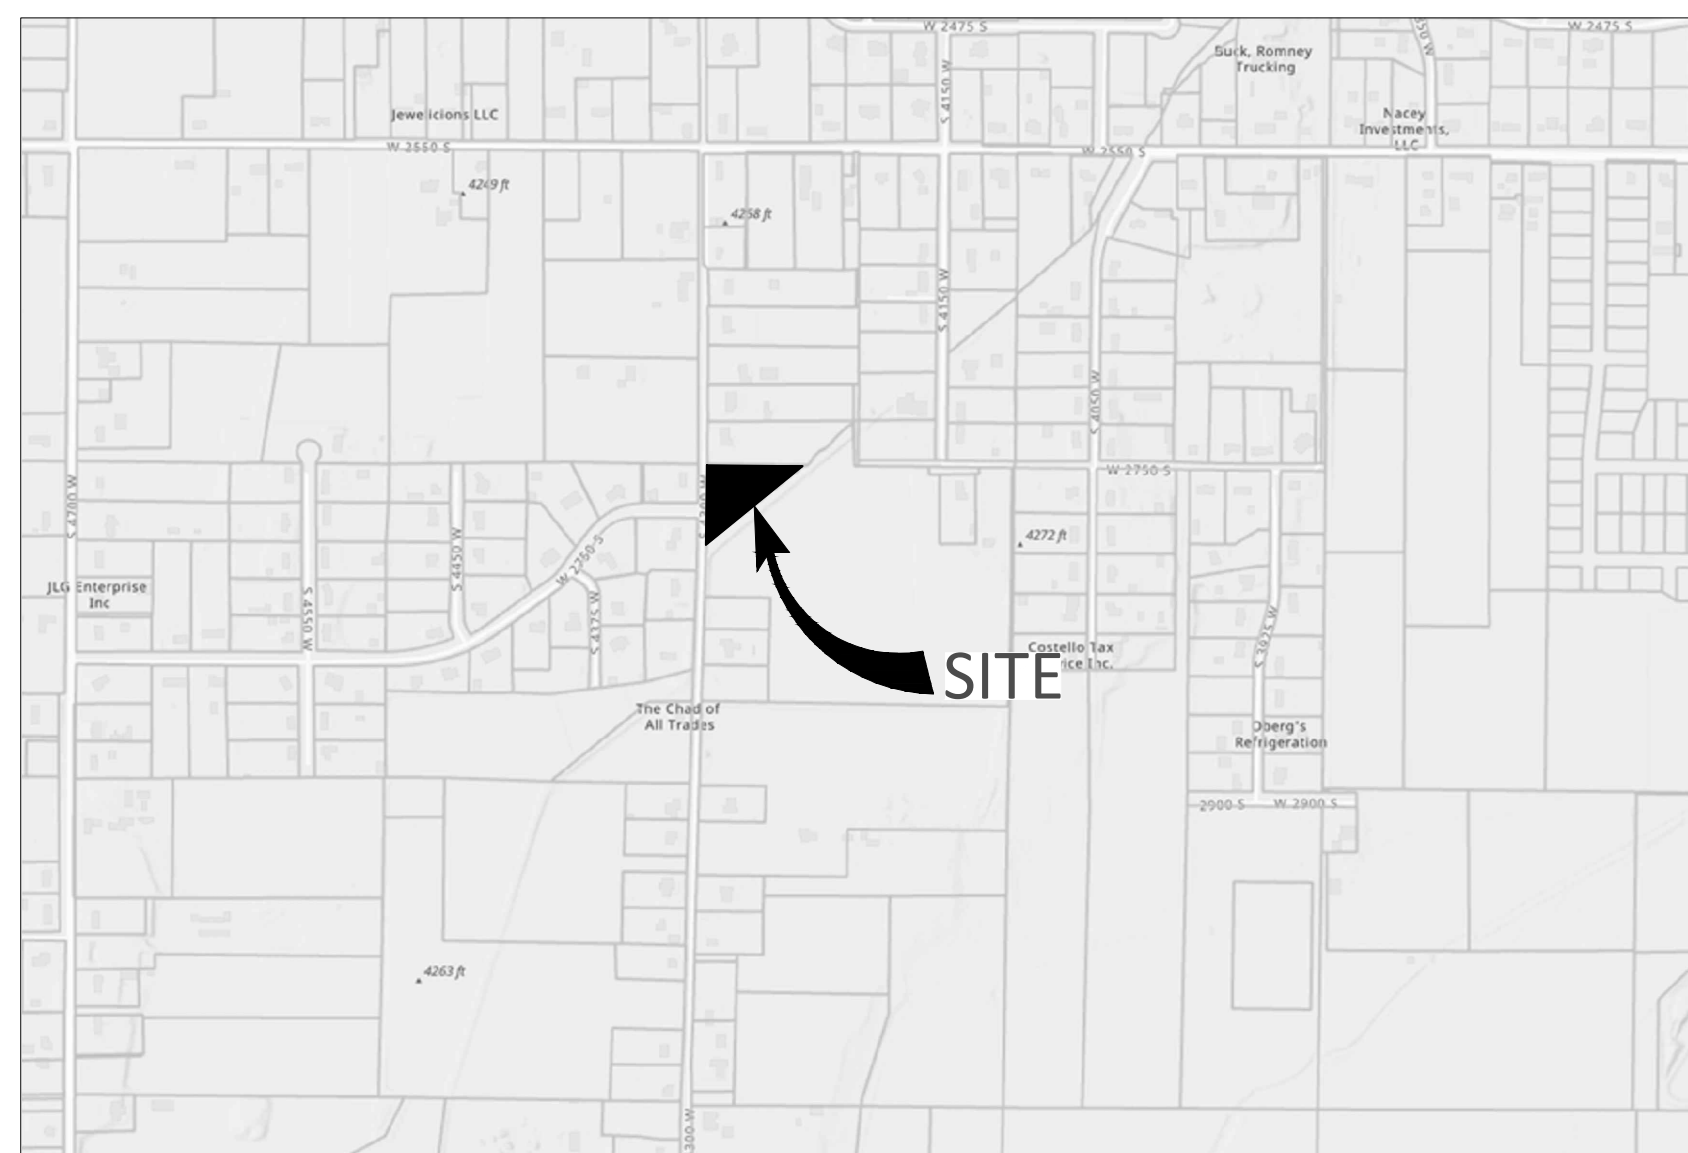 W 2475 S
W 2475 S
350 W
Buck, Romney
Trucking
S 4150 W
Jewelicions LLC
Nacey
Investments,
LLC
W 2550 S
W 2550 S
4249 ft
4258 ft
S 4150 W
S 4050 W
W 2750 S
S 4700 W
S 4450 W
W 2750 S
4272 ft
JLG Enterprise
Inc
S 4550 W
S 4375 W
S 3925 W
Costello Tax
vice Inc.
SITE
The Chad of
All Trades
Oberg's
Refrigeration
2900 S
W 2900 S
4263 ft
300 W